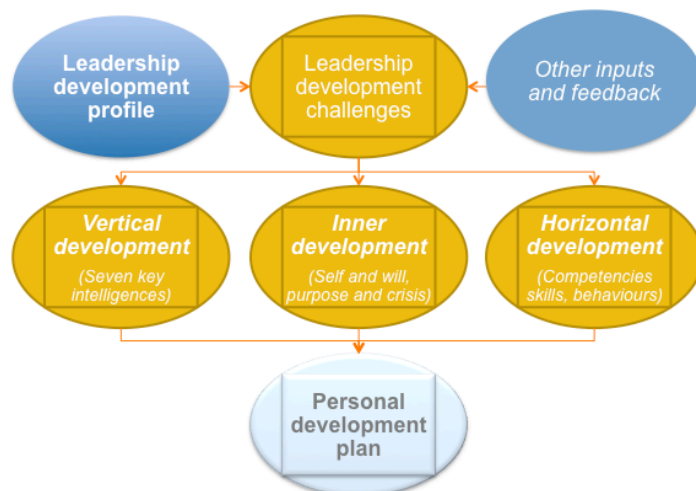 Leadership
development
profile
Leadership
development
challenges
Other inputs
and feedback
Vertical
development
(Seven key
intelligences)
Inner
development
(Self and will,
purpose and crisis)
Horizontal
development
(Competencies
skills, behaviours)
Personal
development
plan